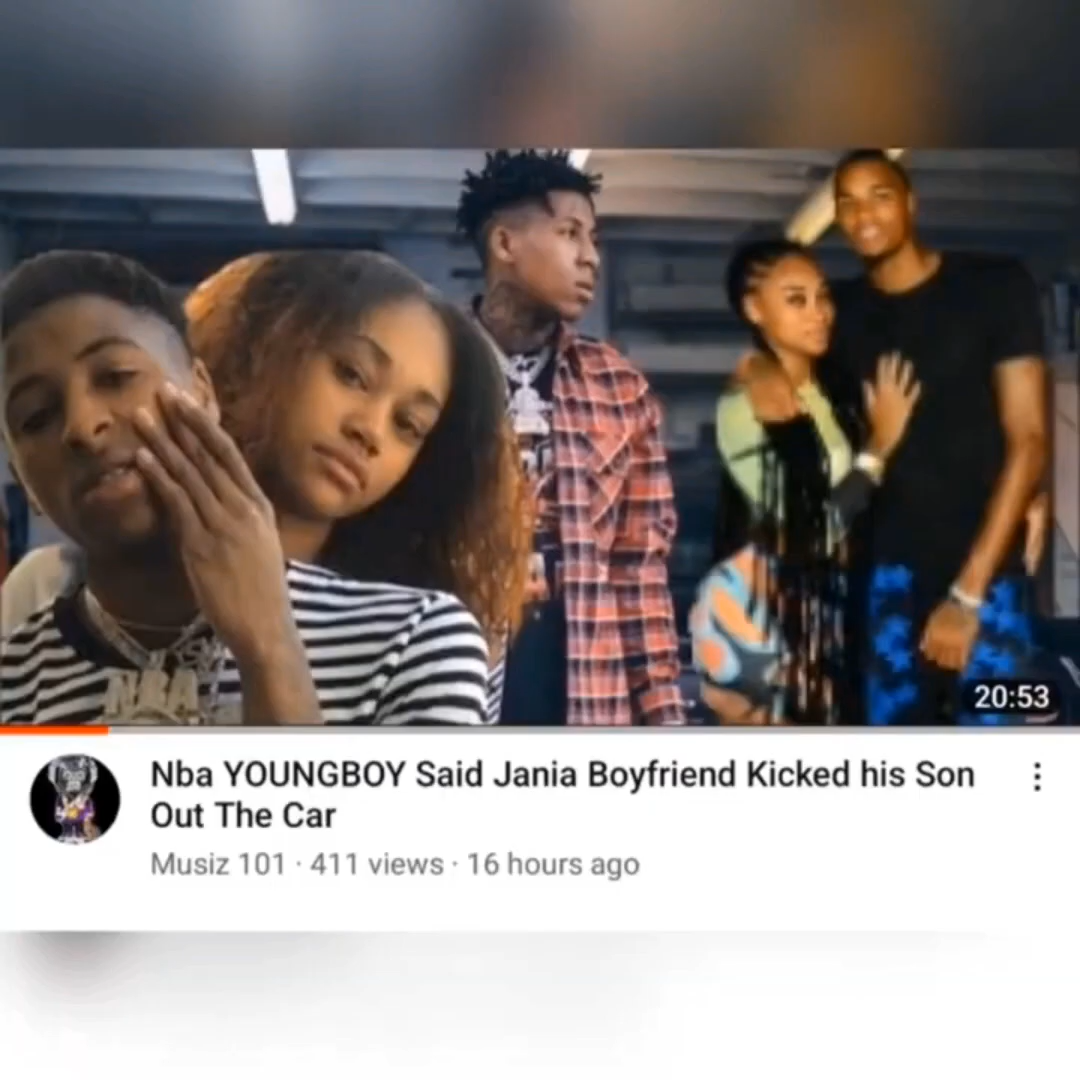 NBA
20:53
Nba YOUNGBOY Said Jania Boyfriend Kicked his Son
Out The Car
Musiz 101 · 411 views · 16 hours ago